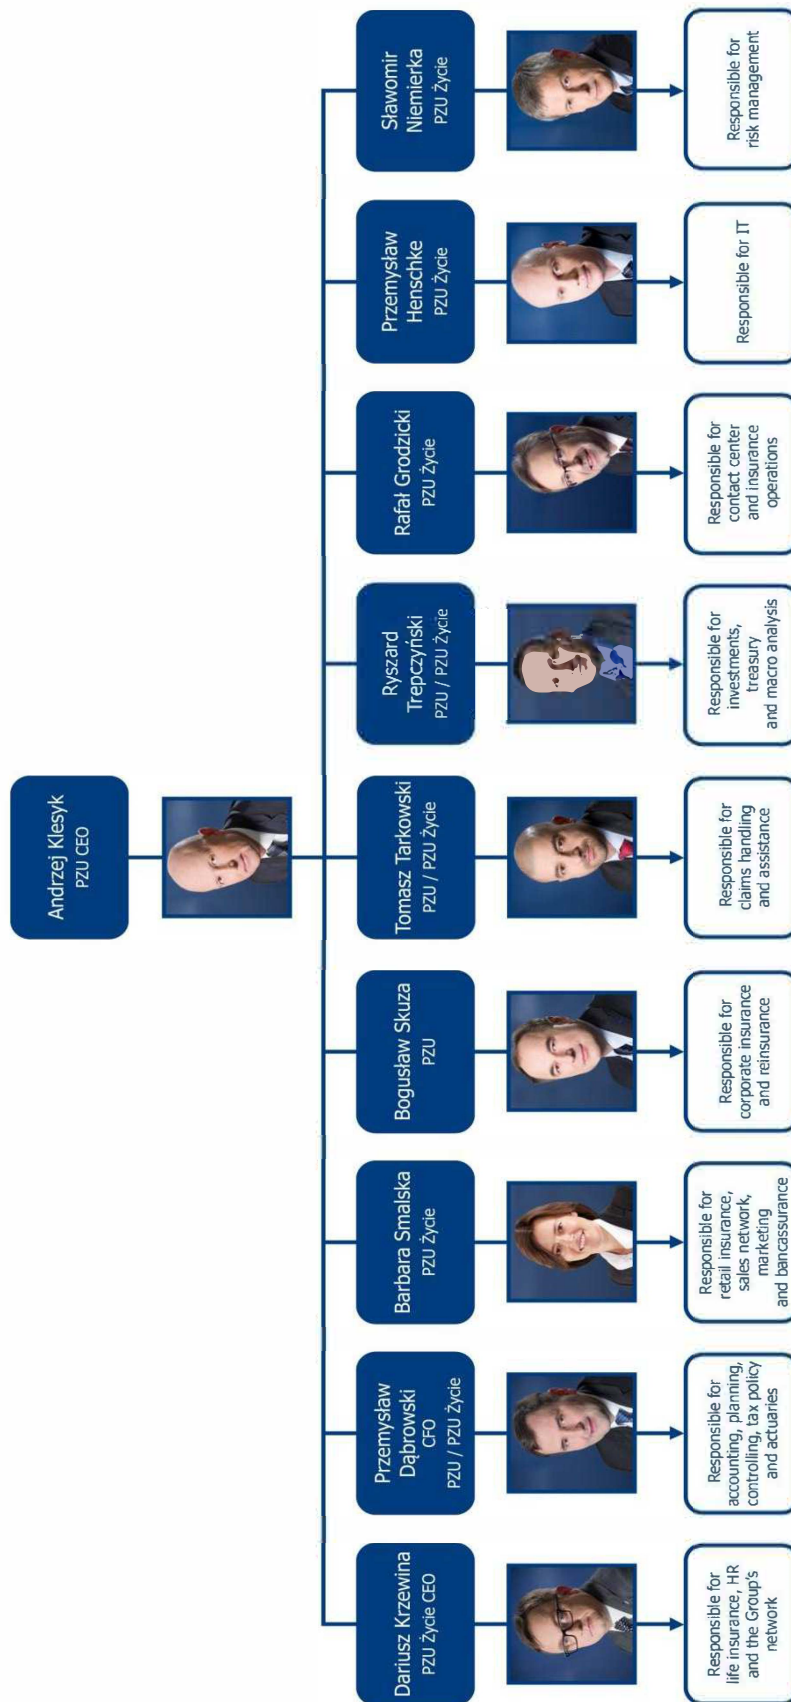 Andrzej Klesyk
PZU CEO
Dariusz Krzewina
PZU Życie CEO
Responsible for
life insurance, HR
and the Group's
network
Przemysław
Dąbrowski
CFO
PZU / PZU Życie
Responsible for
accounting, planning,
controlling, tax policy
and actuaries
Barbara Smalska
PZU Życie
Responsible for
retail insurance,
sales network,
marketing
and bancassurance
Bogusław Skuza
PZU
Responsible for
corporate insurance
and reinsurance
Tomasz Tarkowski
PZU / PZU Życie
Responsible for
claims handling
and assistance
Ryszard
Trepczyński
PZU / PZU Życie
Responsible for
investments,
treasury
and macro analysis
Rafał Grodzicki
PZU Życie
Responsible for
contact center
and insurance
operations
Przemysław
Henschke
PZU Życie
Responsible for IT
Sławomir
Niemierka
PZU Życie
Responsible for
risk management